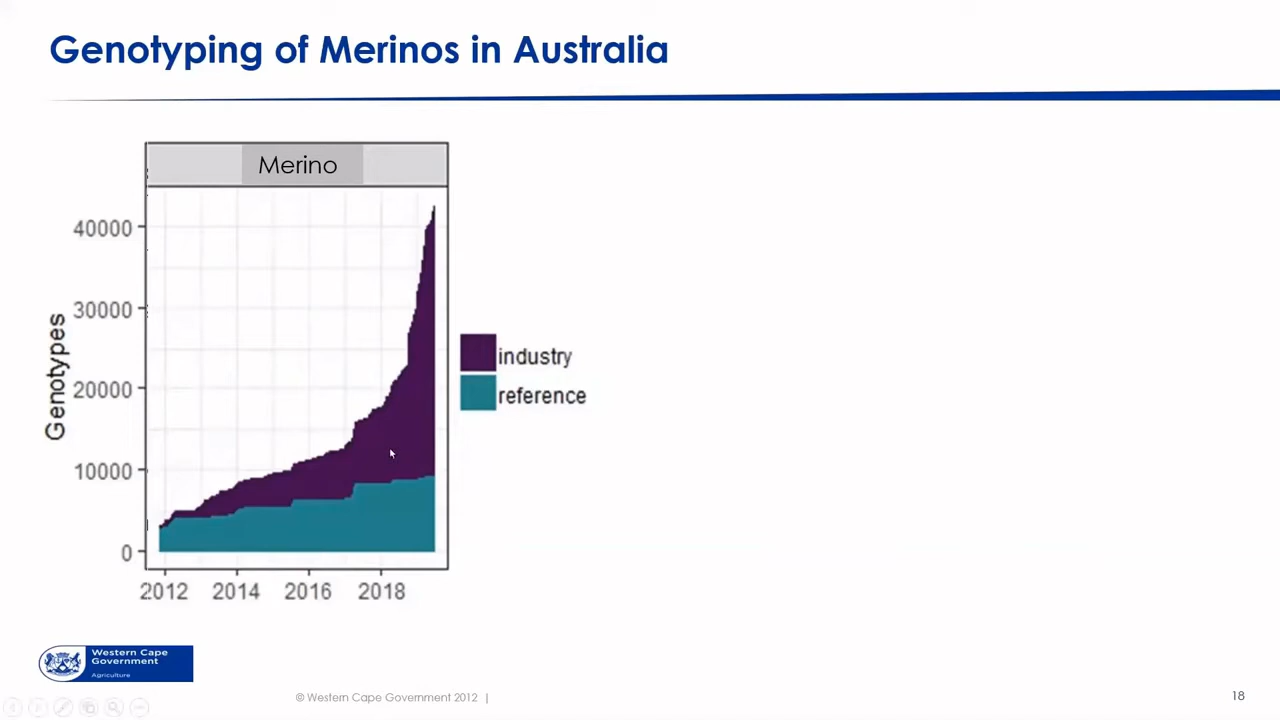 Genotyping of Merinos in Australia
Merino
40000
30000
20000
10000
0
Genotypes
2012 2014 2016 2018
industry
reference
Western Cape
Government
Agriculture
© Western Cape Government 2012 |
18